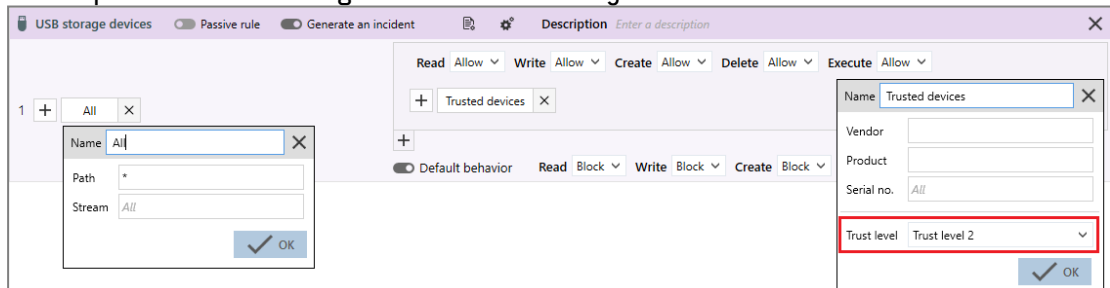 USB storage devices Passive rule Generate an incident Description Enter a description
Read Allow Write Allow Create Allow Delete Allow Execute Allow
1 + All × + Trusted devices ×
Name All
Path *
Stream All
OK
+
Default behavior Read Block Write Block Create Block
Name Trusted devices
Vendor
Product
Serial no. All
Trust level Trust level 2
OK